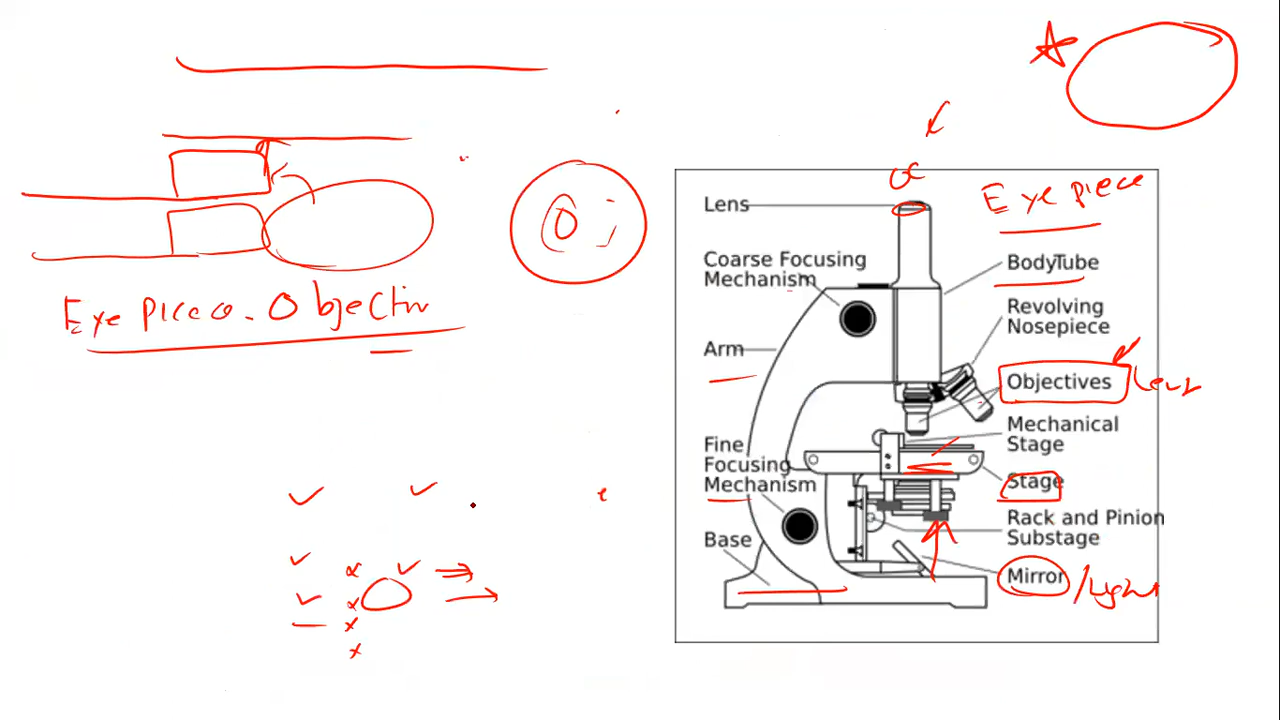 Eye piece. Objectiv
Eye piece
Lens
Coarse Focusing
Mechanism
Arm
Fine
Focusing
Mechanism
Base
BodyTube
Revolving
Nosepiece
Objectives Lens
Mechanical
Stage
Stage
Rack and Pinion
Substage
Mirror /Light